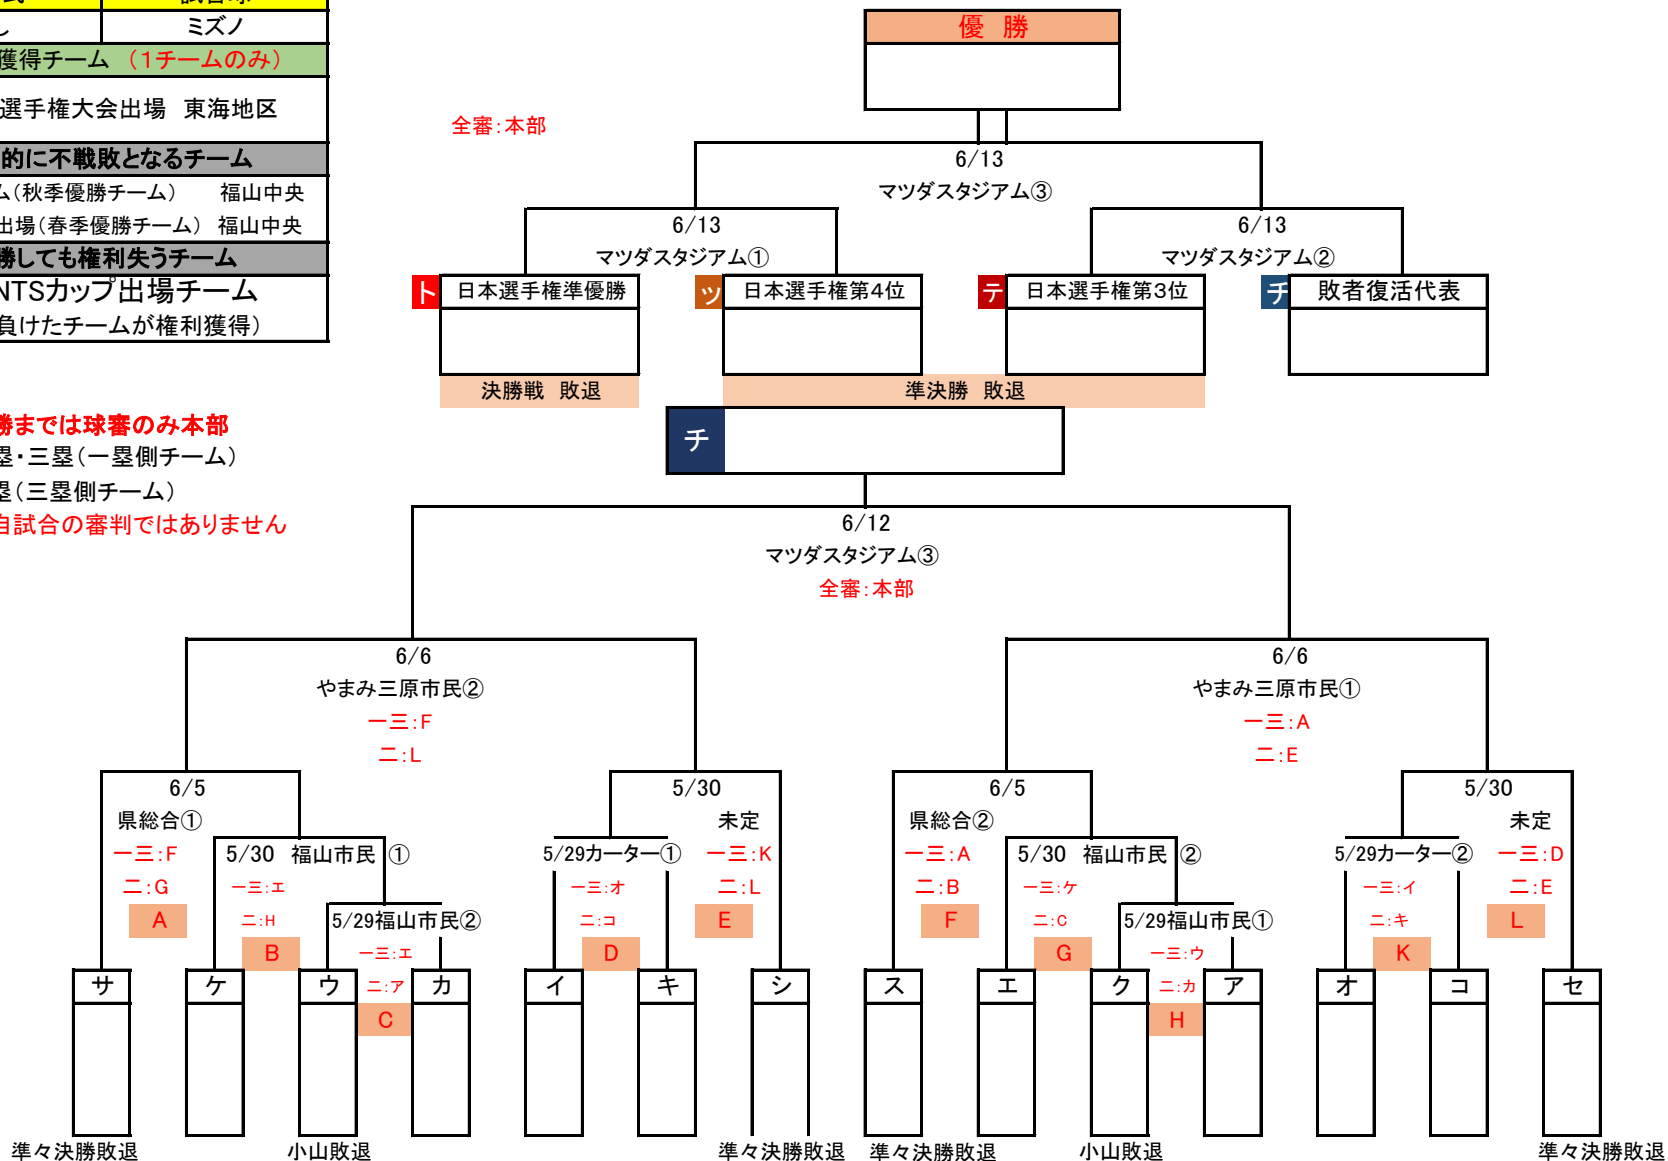 ミズノ
獲得チーム （1チームのみ）
選手権大会出場 東海地区
的に不戦敗となるチーム
ム（秋季優勝チーム） 福山中央
出場（春季優勝チーム） 福山中央
勝しても権利失うチーム
NTSカップ出場チーム
負けたチームが権利獲得）
勝までは球審のみ本部
塁・三塁（一塁側チーム）
塁（三塁側チーム）
自試合の審判ではありません
優 勝
全審：本部
6/13
マツダスタジアム③
6/13
マツダスタジアム①
6/13
マツダスタジアム②
ト 日本選手権準優勝
ツ 日本選手権第4位
テ 日本選手権第3位
チ 敗者復活代表
決勝戦 敗退
準決勝 敗退
チ
6/12
マツダスタジアム③
全審：本部
6/6
やまみ三原市民②
一三：F
二：L
6/6
やまみ三原市民①
一三：A
二：E
6/5
県総合①
一三：F
二：G
A
5/30 福山市民 ①
一三：エ
二：H
B
5/29福山市民②
一三：エ
二：ア
C
5/29カーター①
一三：オ
二：コ
D
5/30
未定
一三：K
二：L
E
6/5
県総合②
一三：A
二：B
F
5/30 福山市民 ②
一三：ケ
二：C
G
5/29福山市民①
一三：ウ
二：カ
H
5/29カーター②
一三：イ
二：キ
K
5/30
未定
一三：D
二：E
L
サ ケ ウ カ イ キ シ ス エ ク ア オ コ セ
準々決勝敗退 小山敗退 準々決勝敗退 準々決勝敗退 小山敗退 準々決勝敗退